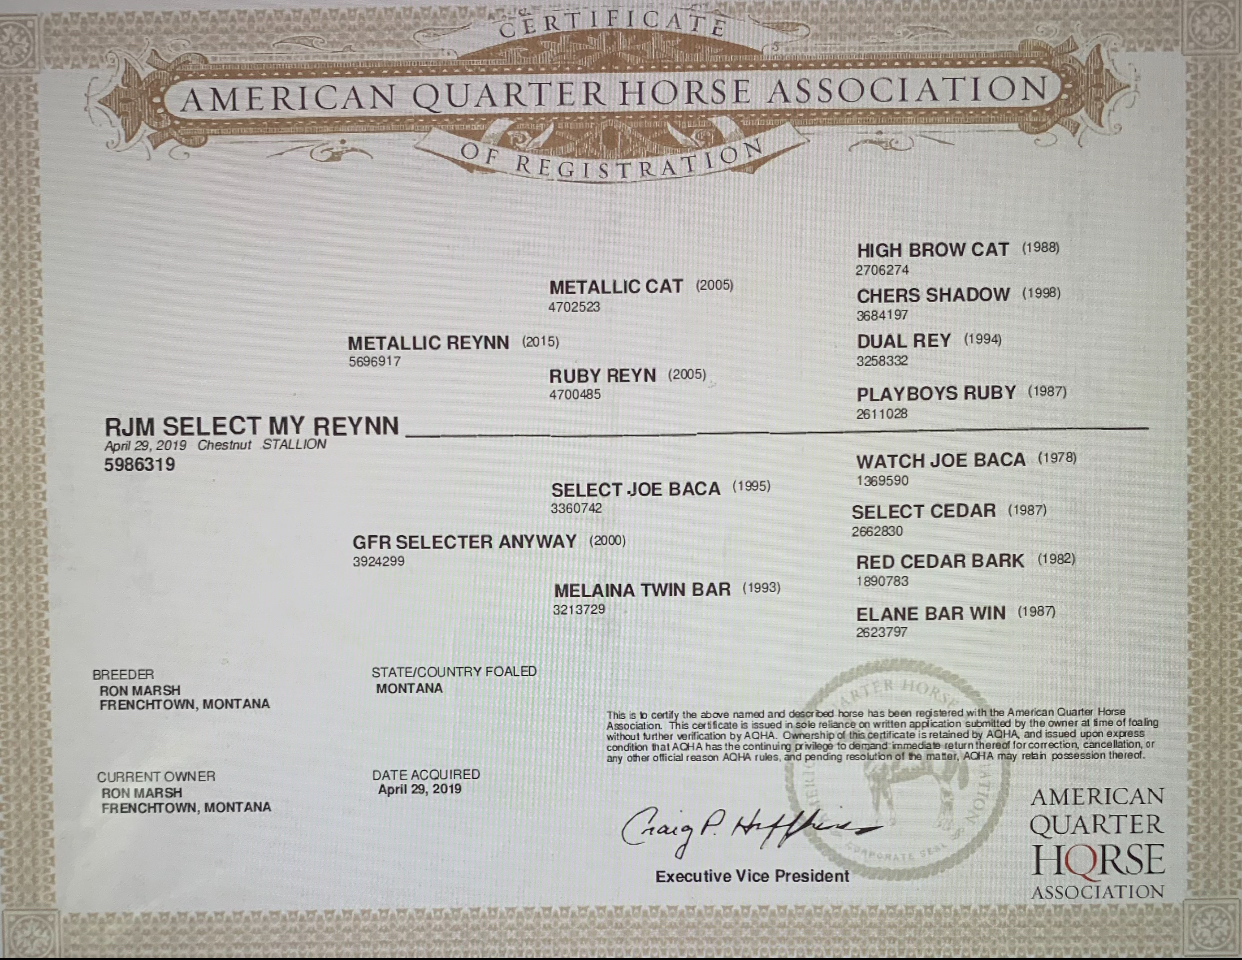 CERTIFICATE
AMERICAN QUARTER HORSE ASSOCIATION
OF REGISTRATION
HIGH BROW CAT (1988)
2706274
METALLIC CAT (2005)
4702523
CHERS SHADOW (1998)
3684197
METALLIC REYNN (2015)
5696917
DUAL REY (1994)
3258332
RUBY REYN (2005)
4700485
PLAYBOYS RUBY (1987)
2611028
RJM SELECT MY REYNN
April 29, 2019 Chestnut STALLION
5986319
WATCH JOE BACA (1978)
1369590
SELECT JOE BACA (1995)
3360742
SELECT CEDAR (1987)
2662830
GFR SELECTER ANYWAY (2000)
3924299
RED CEDAR BARK (1982)
1890783
MELAINA TWIN BAR (1993)
3213729
ELANE BAR WIN (1987)
2623797
BREEDER
RON MARSH
FRENCHTOWN, MONTANA
STATE/COUNTRY FOALED
MONTANA
This is to certify the above named and described horse has been registered with the American Quarter Horse
Association. This certificate is issued in sole reliance on written application submitted by the owner at time of foaling
without further verification by AQHA. Ownership of this certificate is retained by AQHA, and issued upon express
condition that AQHA has the continuing privilege to demand immediate return thereof for correction, cancellation, or
any other official reason AQHA rules, and pending resolution of the matter, AQHA may retain possession thereof.
CURRENT OWNER
RON MARSH
FRENCHTOWN, MONTANA
DATE ACQUIRED
April 29, 2019
Craig P. Huffhines
Executive Vice President
QUARTER HORSE
CORPORATE SEAL
AMERICAN
QUARTER
HORSE
ASSOCIATION